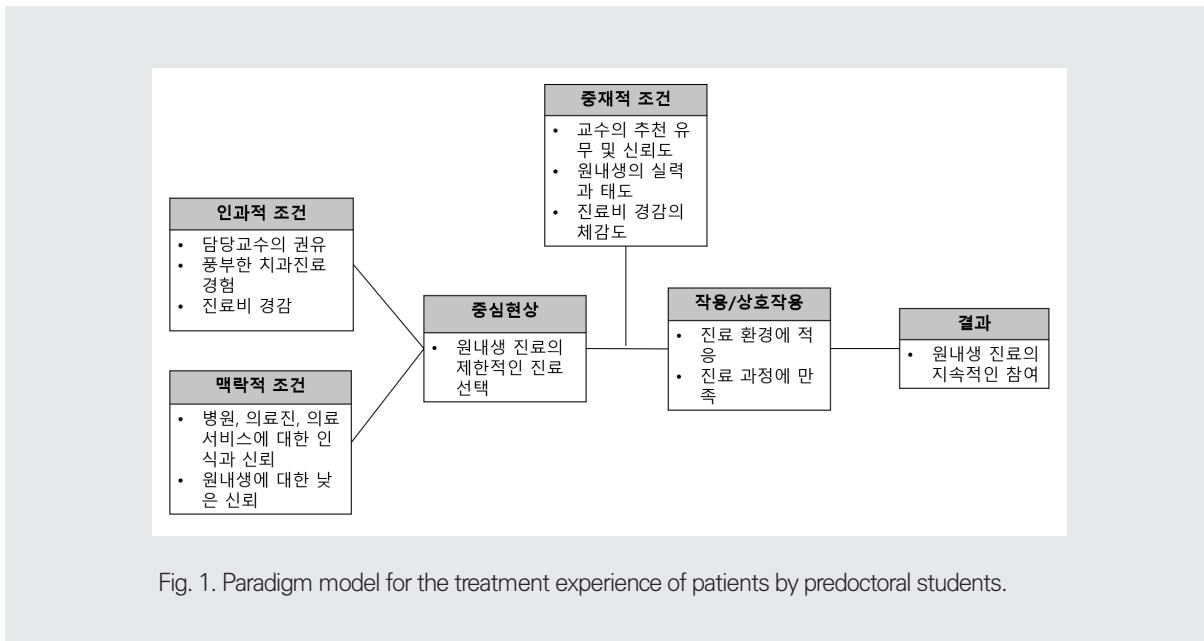 중재적 조건
• 교수의 추천 유
무 및 신뢰도
• 원내생의 실력
과 태도
• 진료비 경감의
체감도
인과적 조건
• 담당교수의 권유
• 풍부한 치과진료
경험
• 진료비 경감
맥락적 조건
• 병원, 의료진, 의료
서비스에 대한 인
식과 신뢰
• 원내생에 대한 낮
은 신뢰
중심현상
• 원내생 진료의
제한적인 진료
선택
작용/상호작용
• 진료 환경에 적
응
• 진료 과정에 만
족
결과
• 원내생 진료의
지속적인 참여
Fig. 1. Paradigm model for the treatment experience of patients by predoctoral students.